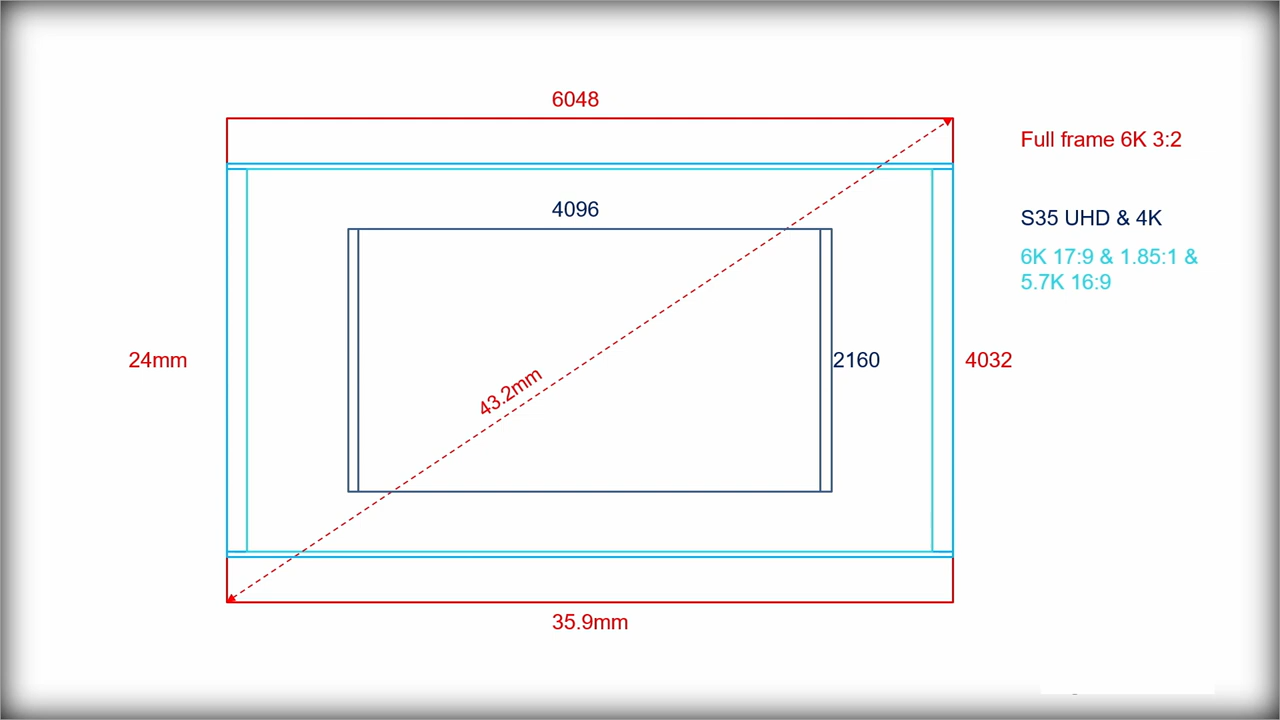 6048
Full frame 6K 3:2
4096
S35 UHD & 4K
6K 17:9 & 1.85:1 &
5.7K 16:9
24mm
43.2mm
2160
4032
35.9mm